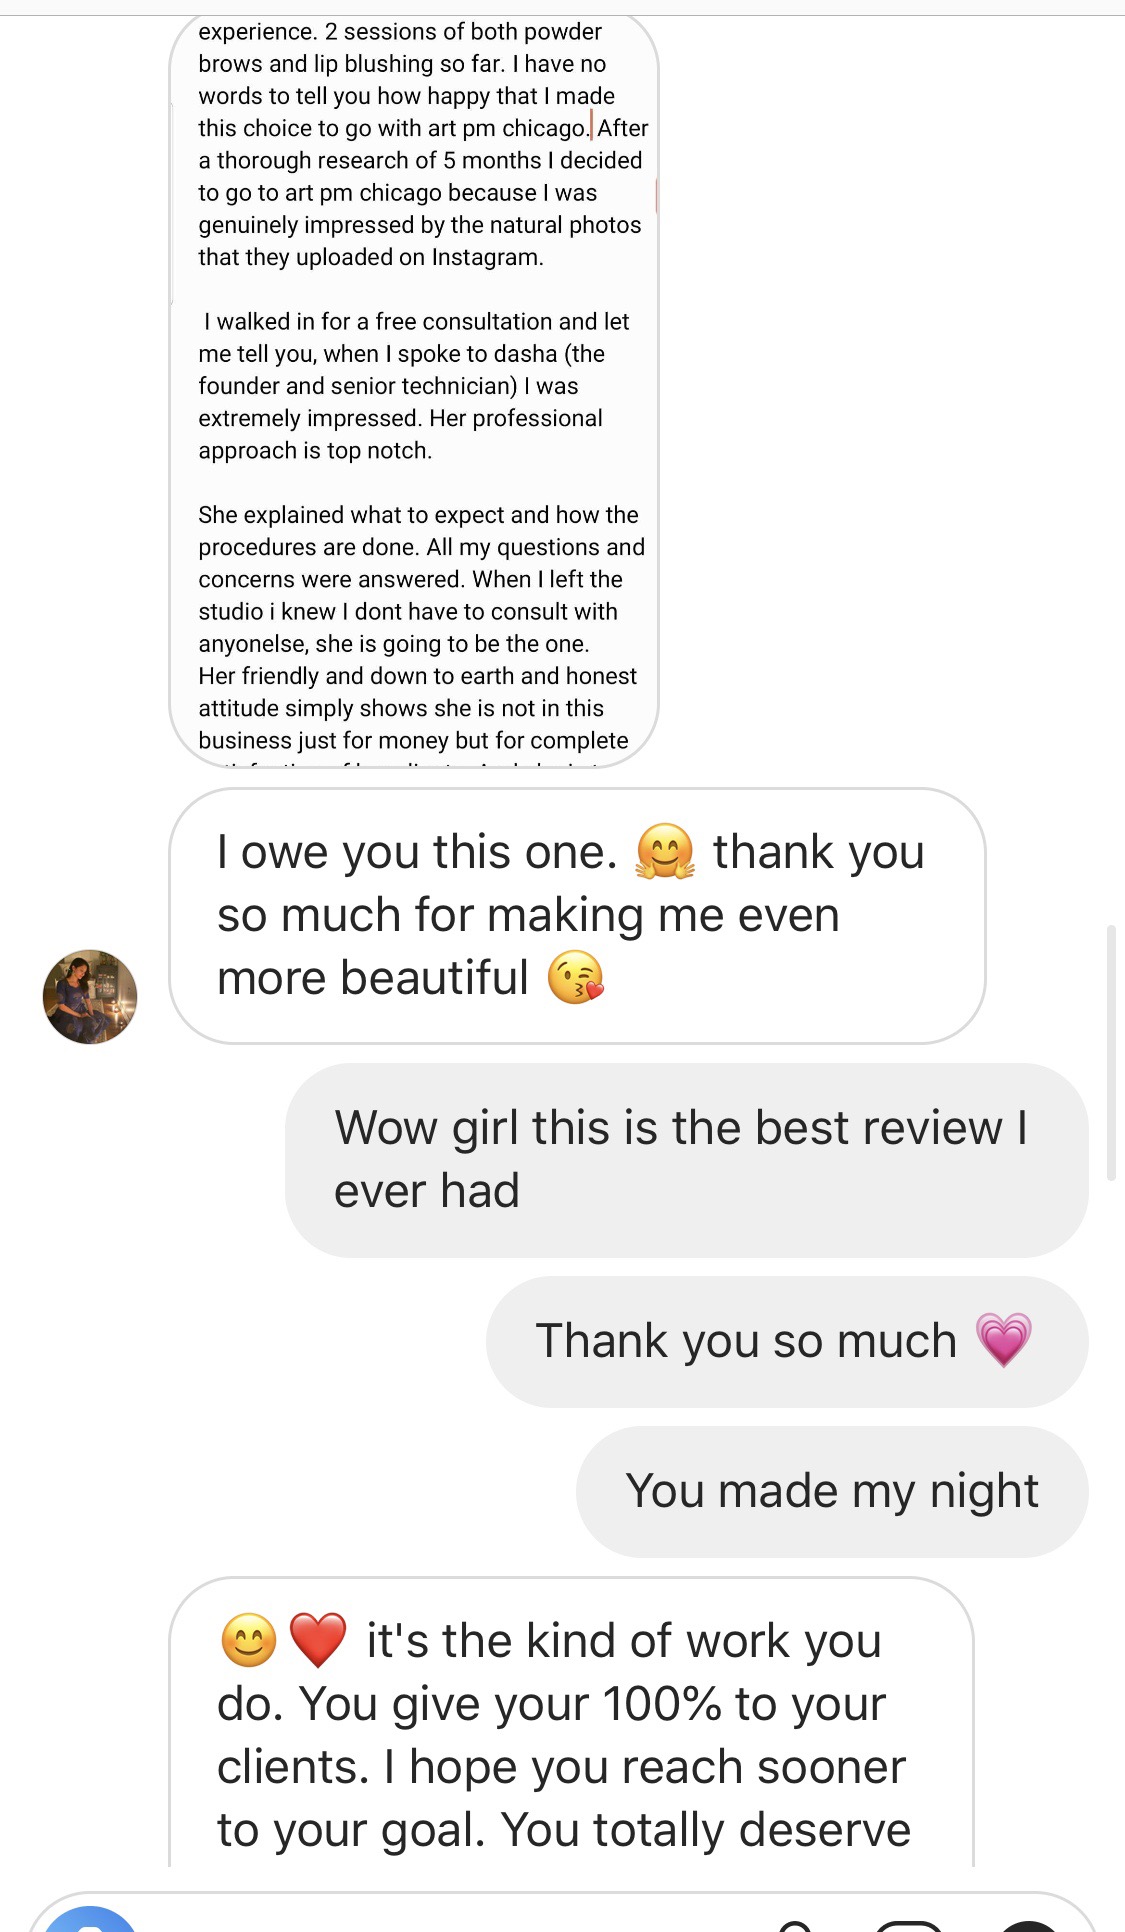 experience. 2 sessions of both powder
brows and lip blushing so far. I have no
words to tell you how happy that I made
this choice to go with art pm chicago. After
a thorough research of 5 months I decided
to go to art pm chicago because I was
genuinely impressed by the natural photos
that they uploaded on Instagram.
I walked in for a free consultation and let
me tell you, when I spoke to dasha (the
founder and senior technician) I was
extremely impressed. Her professional
approach is top notch.
She explained what to expect and how the
procedures are done. All my questions and
concerns were answered. When I left the
studio i knew I dont have to consult with
anyonelse, she is going to be the one.
Her friendly and down to earth and honest
attitude simply shows she is not in this
business just for money but for complete
I owe you this one. 🤗 thank you
so much for making me even
more beautiful 😘
Wow girl this is the best review I
ever had
Thank you so much 💗
You made my night
😊❤️ it's the kind of work you
do. You give your 100% to your
clients. I hope you reach sooner
to your goal. You totally deserve